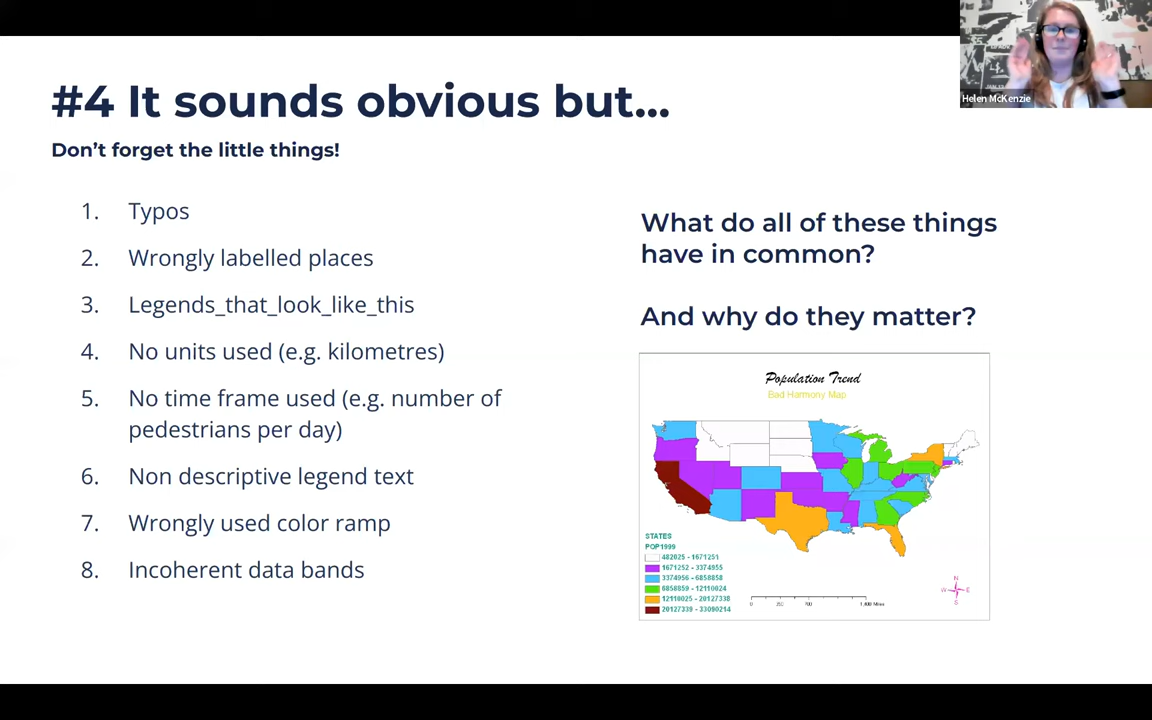 #4 It sounds obvious but...
Don't forget the little things!
1. Typos
2. Wrongly labelled places
3. Legends_that_look_like_this
4. No units used (e.g. kilometres)
5. No time frame used (e.g. number of
pedestrians per day)
6. Non descriptive legend text
7. Wrongly used color ramp
8. Incoherent data bands
What do all of these things
have in common?
And why do they matter?
Population Trend
Bad Harmony Map
STATES
POP1999
482025 - 1671251
1671252 - 3374955
3374956 - 6858858
6858859 - 12110024
12110025 - 20127338
20127339 - 33090214
N
W E
S
Helen McKenzie